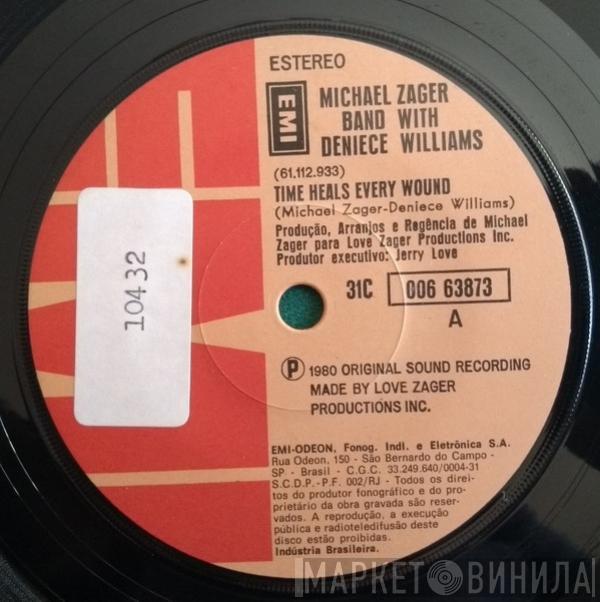 ESTEREO
EMI
MICHAEL ZAGER
BAND WITH
DENIECE WILLIAMS
(61.112.933)
TIME HEALS EVERY WOUND
(Michael Zager-Deniece Williams)
Produção, Arranjos e Regência de Michael
Zager para Love Zager Productions Inc.
Produtor executivo: Jerry Love
31C 006 63873
A
10432
Ⓟ 1980 ORIGINAL SOUND RECORDING
MADE BY LOVE ZAGER
PRODUCTIONS INC.
EMI-ODEON, Fonog. Indl. e Eletrônica S.A.
Rua Odeon, 150 - São Bernardo do Campo -
SP - Brasil - C.G.C. 33.249.640/0004-31
S.C.D.P.-P.F. 002/RJ - Todos os direi-
tos do produtor fonográfico e do pro-
prietário da obra gravada são reser-
vados. A reprodução, a execução
pública e radioteledifusão deste
disco estão proibidas.
Indústria Brasileira.
МАРКЕТ ВИНИЛА